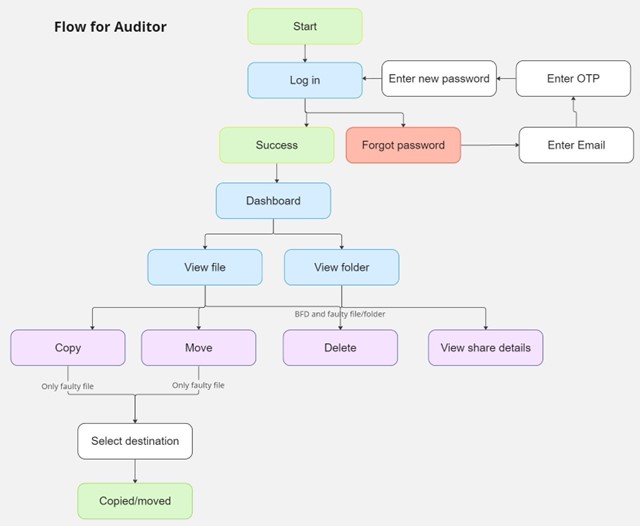 Flow for Auditor
Start
Log in
Enter new password
Enter OTP
Success
Forgot password
Enter Email
Dashboard
View file
View folder
BFD and faulty file/folder
Copy
Move
Delete
View share details
Only faulty file
Only faulty file
Select destination
Copied/moved